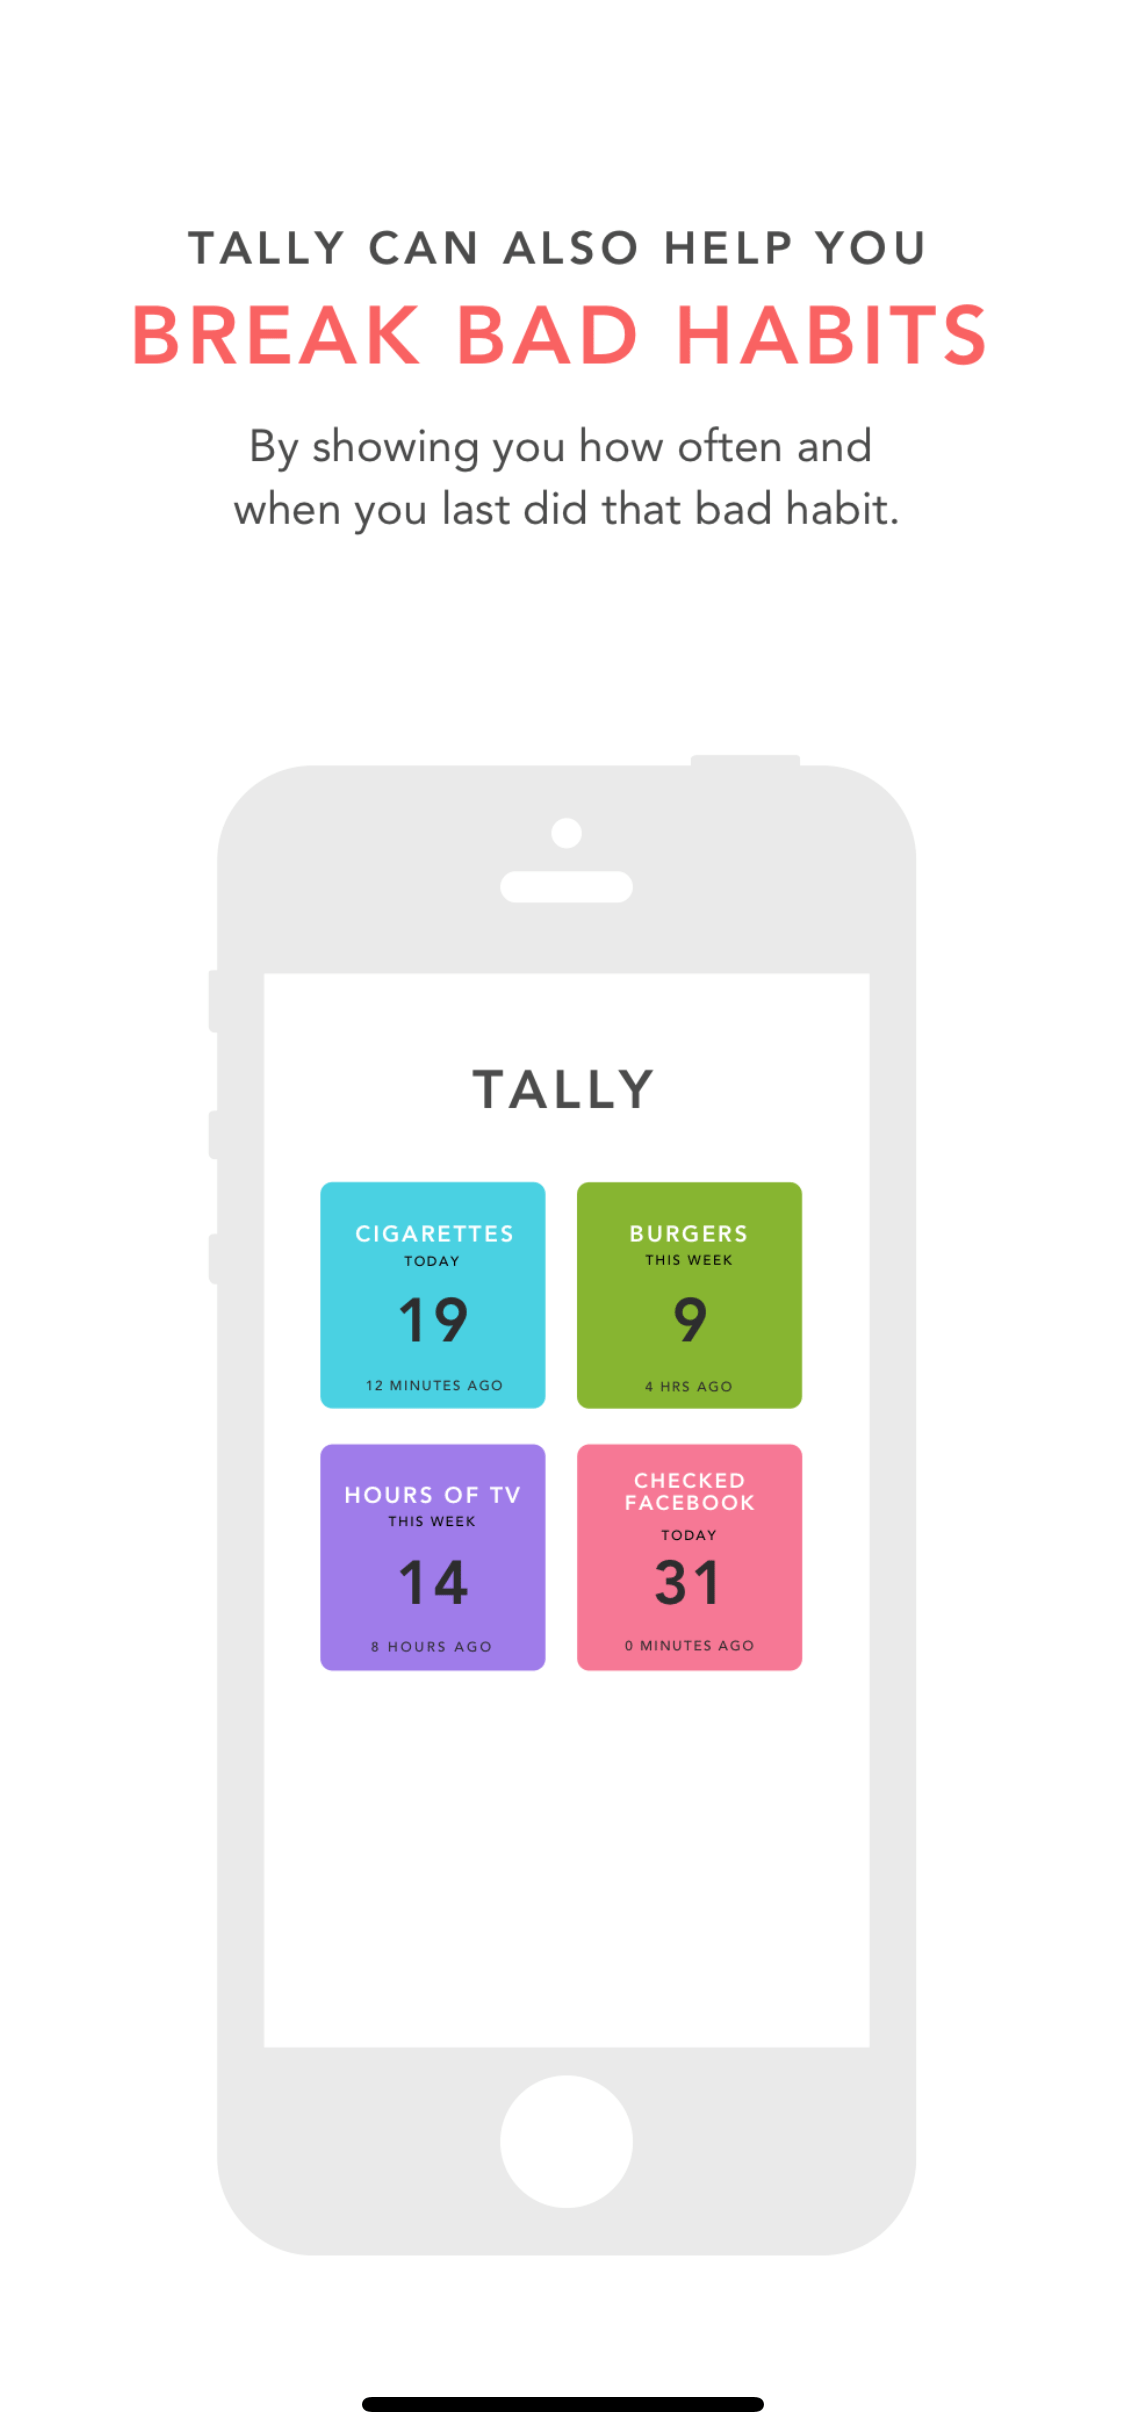 TALLY CAN ALSO HELP YOU
BREAK BAD HABITS
By showing you how often and
when you last did that bad habit.
TALLY
CIGARETTES
TODAY
19
12 MINUTES AGO
BURGERS
THIS WEEK
9
4 HRS AGO
HOURS OF TV
THIS WEEK
14
8 HOURS AGO
CHECKED
FACEBOOK
TODAY
31
0 MINUTES AGO